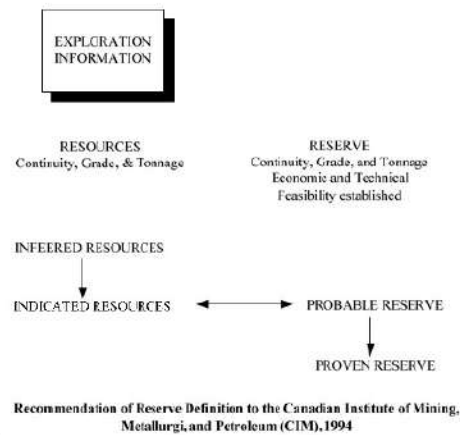 EXPLORATION
INFORMATION
RESOURCES
Continuity, Grade, & Tonnage
RESERVE
Continuity, Grade, and Tonnage
Economic and Technical
Feasibility established
INFEERED RESOURCES
INDICATED RESOURCES
PROBABLE RESERVE
PROVEN RESERVE
Recommendation of Reserve Definition to the Canadian Institute of Mining,
Metallurgi, and Petroleum (CIM), 1994